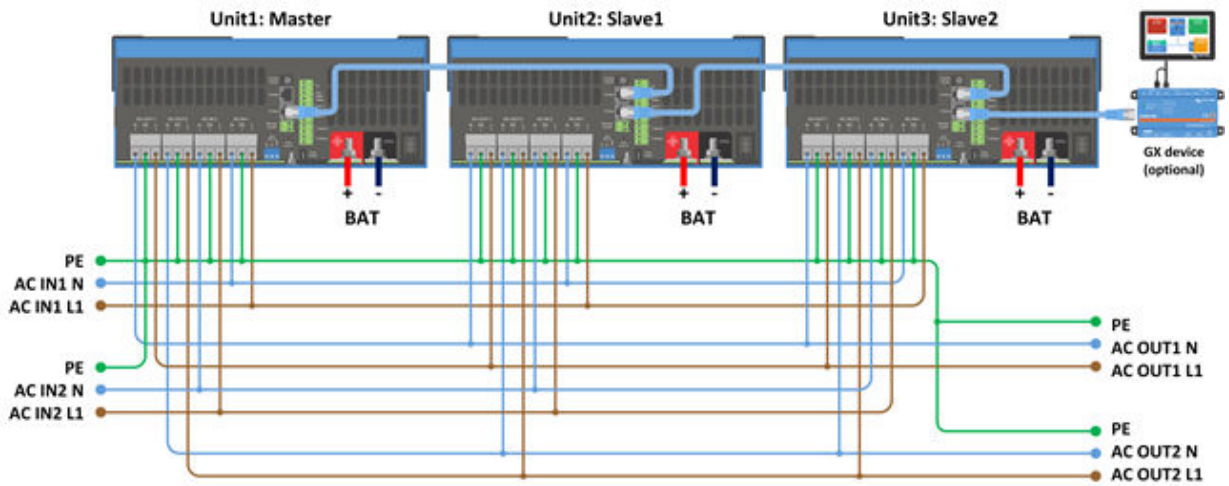 Unit1: Master
Unit2: Slave1
Unit3: Slave2
GX device
(optional)
+
-
BAT
+
-
BAT
+
-
BAT
PE
AC IN1 N
AC IN1 L1
PE
AC IN2 N
AC IN2 L1
PE
AC OUT1 N
AC OUT1 L1
PE
AC OUT2 N
AC OUT2 L1